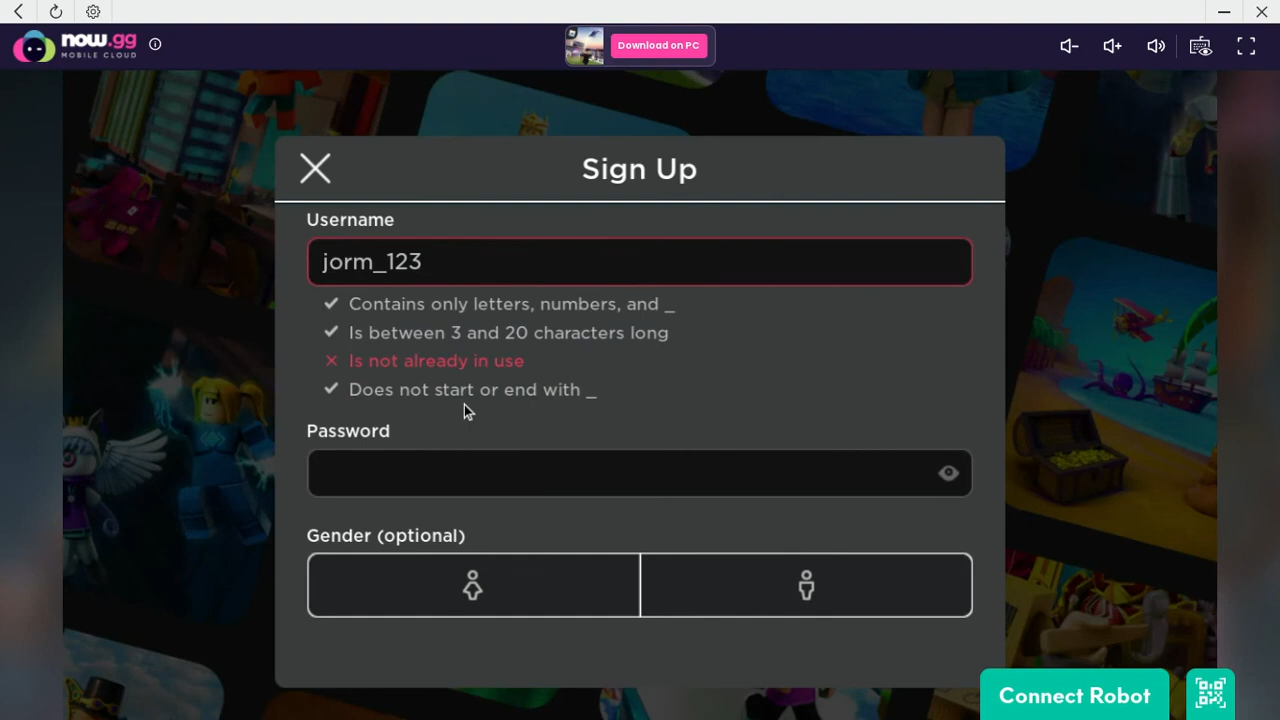 now.gg
MOBILE CLOUD
Download on PC
Sign Up
Username
jorm_123
Contains only letters, numbers, and _
Is between 3 and 20 characters long
Is not already in use
Does not start or end with _
Password
Gender (optional)
Connect Robot